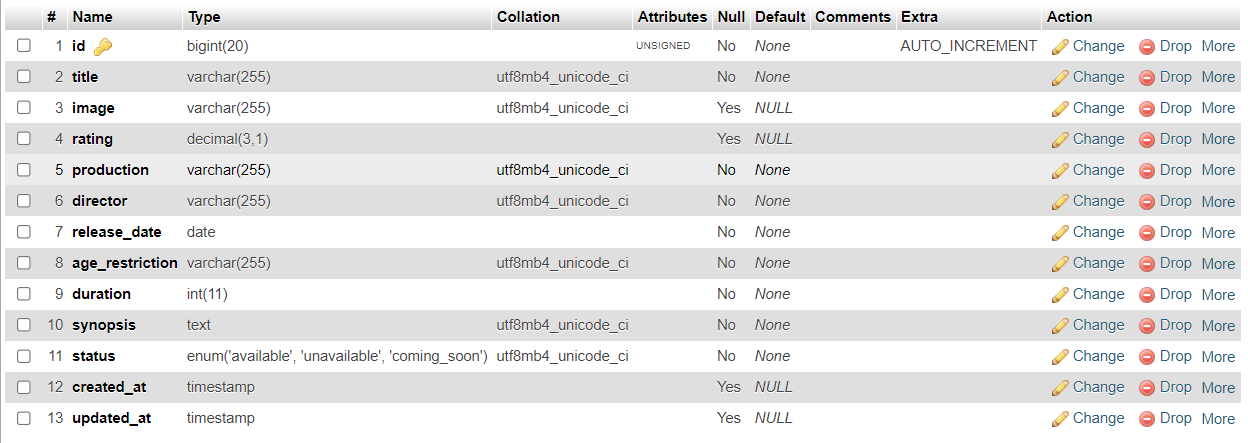 # Name Type Collation Attributes Null Default Comments Extra Action
1 id bigint(20) UNSIGNED No None AUTO_INCREMENT Change Drop More
2 title varchar(255) utf8mb4_unicode_ci No None Change Drop More
3 image varchar(255) utf8mb4_unicode_ci Yes NULL Change Drop More
4 rating decimal(3,1) Yes NULL Change Drop More
5 production varchar(255) utf8mb4_unicode_ci No None Change Drop More
6 director varchar(255) utf8mb4_unicode_ci No None Change Drop More
7 release_date date No None Change Drop More
8 age_restriction varchar(255) utf8mb4_unicode_ci No None Change Drop More
9 duration int(11) No None Change Drop More
10 synopsis text utf8mb4_unicode_ci No None Change Drop More
11 status enum('available', 'unavailable', 'coming_soon') utf8mb4_unicode_ci No None Change Drop More
12 created_at timestamp Yes NULL Change Drop More
13 updated_at timestamp Yes NULL Change Drop More